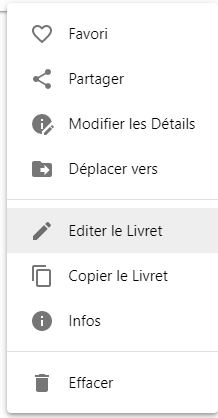 Favori
Partager
Modifier les Détails
Déplacer vers
Editer le Livret
Copier le Livret
Infos
Effacer